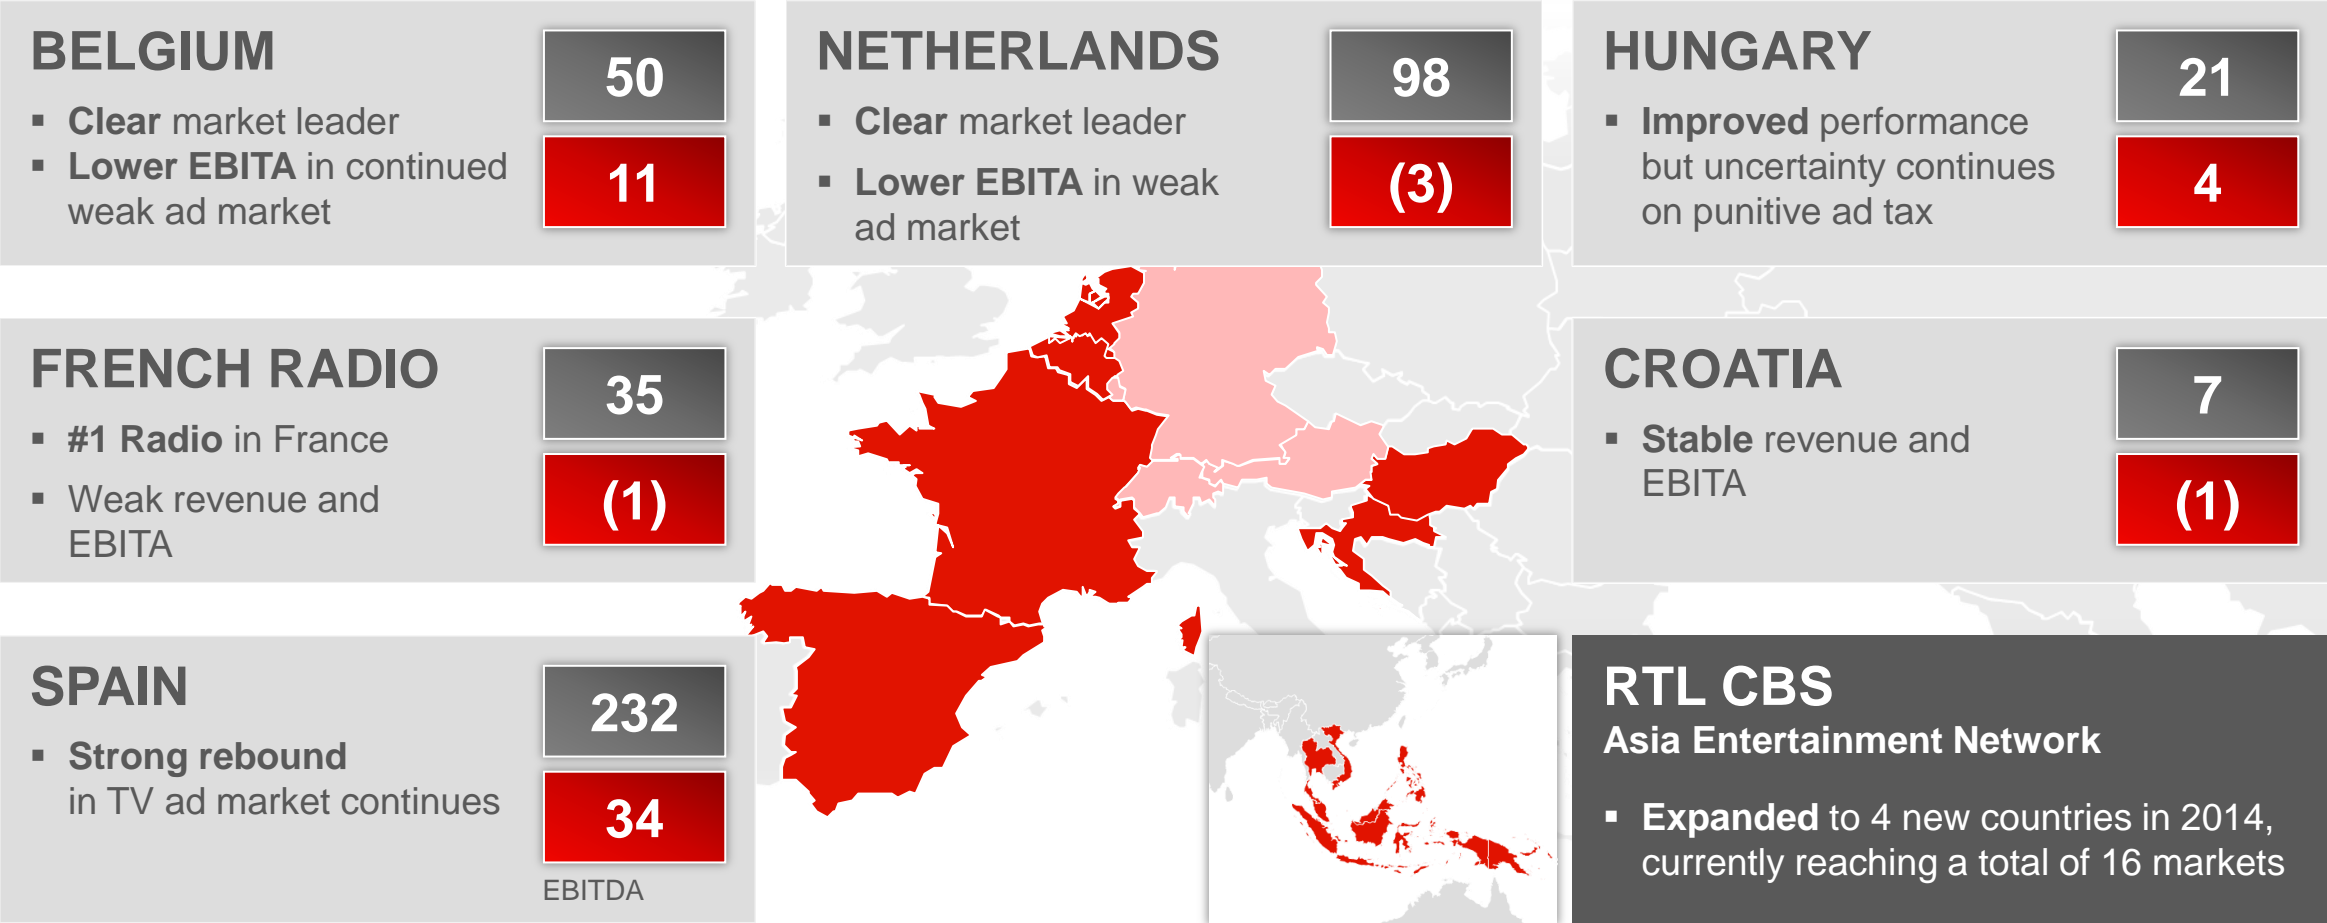 BELGIUM
▪ Clear market leader
▪ Lower EBITA in continued
weak ad market
50
11
NETHERLANDS
▪ Clear market leader
▪ Lower EBITA in weak
ad market
98
(3)
HUNGARY
▪ Improved performance
but uncertainty continues
on punitive ad tax
21
4
FRENCH RADIO
▪ #1 Radio in France
▪ Weak revenue and
EBITA
35
(1)
CROATIA
▪ Stable revenue and
EBITA
7
(1)
SPAIN
▪ Strong rebound
in TV ad market continues
232
34
EBITDA
RTL CBS
Asia Entertainment Network
▪ Expanded to 4 new countries in 2014,
currently reaching a total of 16 markets